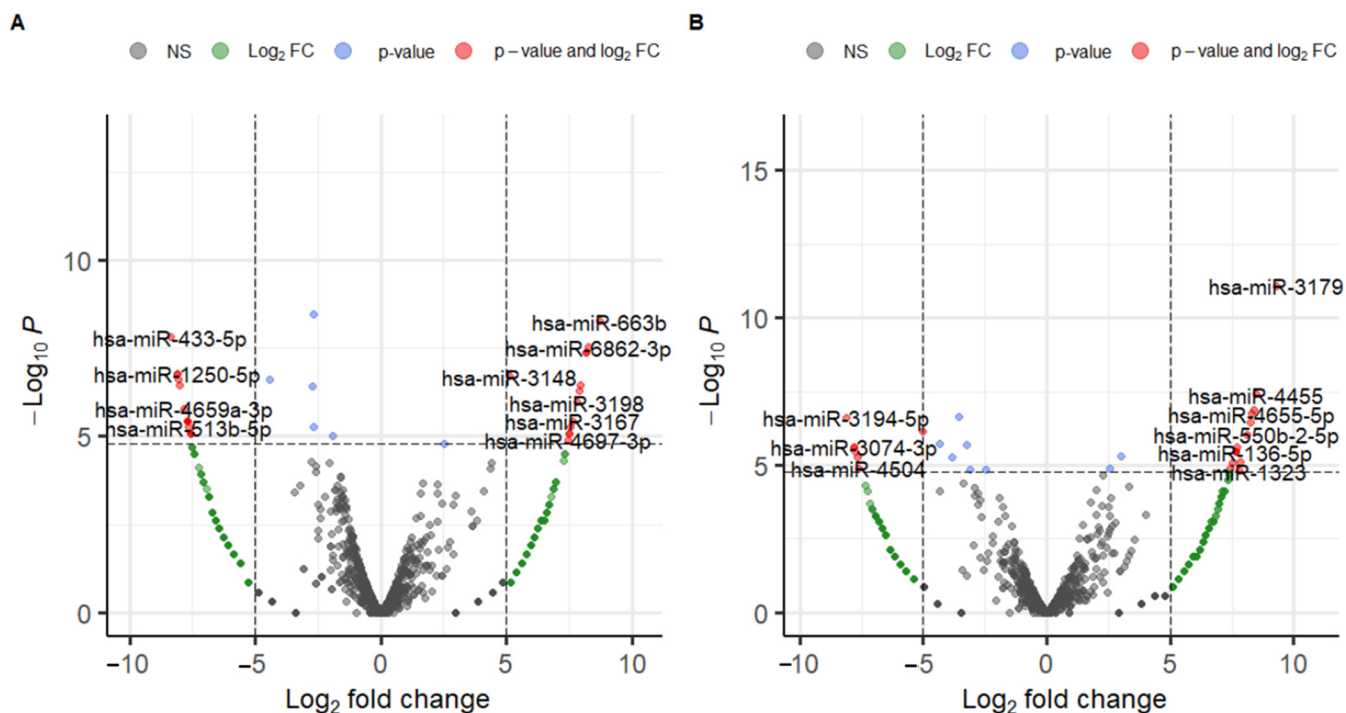 A
NS Log2 FC p-value p – value and log2 FC
10
5
0
−Log10 P
hsa-miR-433-5p
hsa-miR-1250-5p
hsa-miR-4659a-3p
hsa-miR-513b-5p
hsa-miR-663b
hsa-miR-6862-3p
hsa-miR-3148
hsa-miR-3198
hsa-miR-3167
hsa-miR-4697-3p
−10 −5 0 5 10
Log2 fold change
B
NS Log2 FC p-value p – value and log2 FC
15
10
5
0
−Log10 P
hsa-miR-3194-5p
hsa-miR-3074-3p
hsa-miR-4504
hsa-miR-3179
hsa-miR-4455
hsa-miR-4655-5p
hsa-miR-550b-2-5p
hsa-miR-136-5p
hsa-miR-1323
−10 −5 0 5 10
Log2 fold change